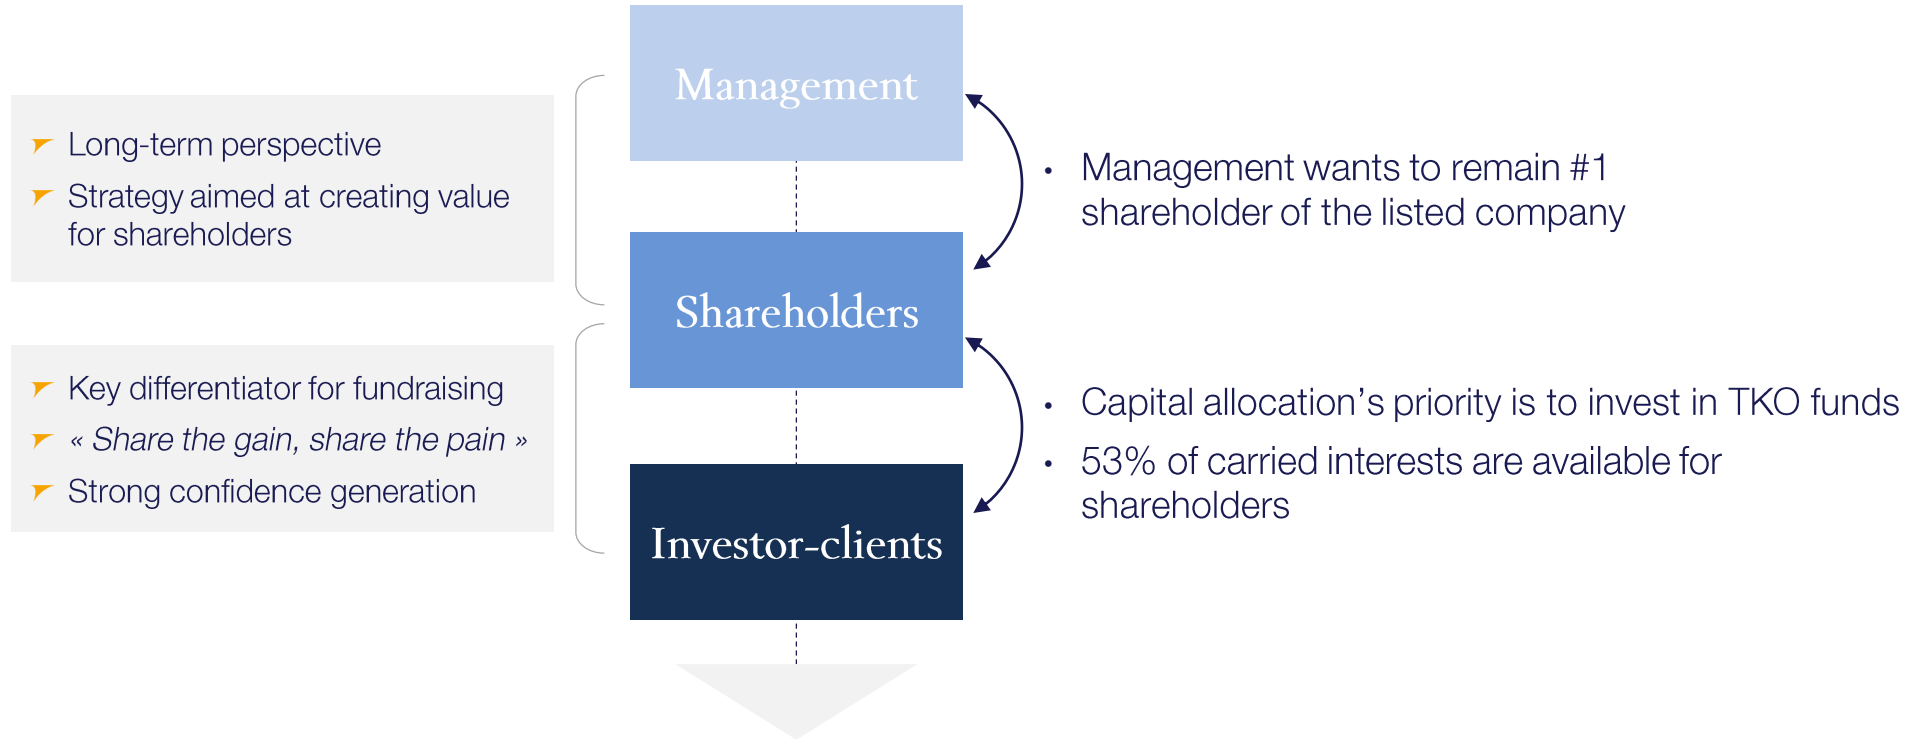 Management
Long-term perspective
Strategy aimed at creating value
for shareholders
• Management wants to remain #1
shareholder of the listed company
Shareholders
Key differentiator for fundraising
« Share the gain, share the pain »
Strong confidence generation
• Capital allocation’s priority is to invest in TKO funds
• 53% of carried interests are available for
shareholders
Investor-clients